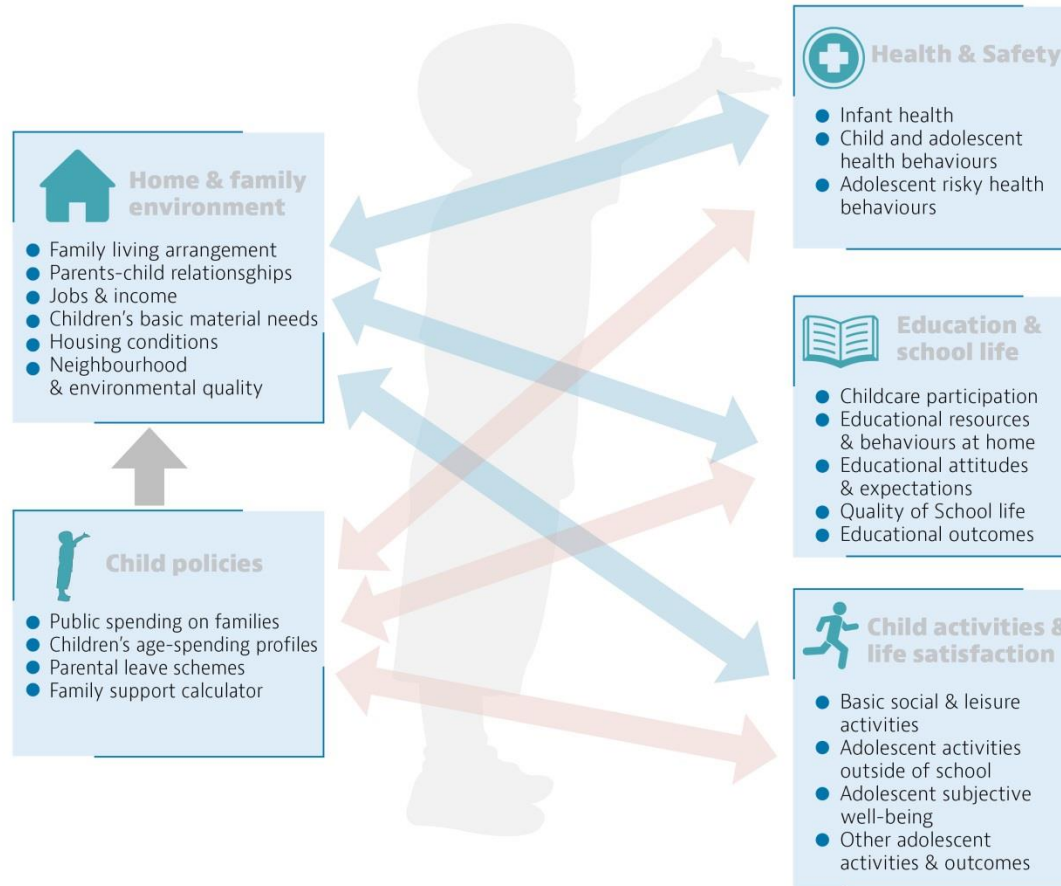 Home & family
environment
Family living arrangement
Parents-child relationsghips
Jobs & income
Children's basic material needs
Housing conditions
Neighbourhood
& environmental quality
Child policies
Public spending on families
Children's age-spending profiles
Parental leave schemes
Family support calculator
Health & Safety
Infant health
Child and adolescent
health behaviours
Adolescent risky health
behaviours
Education &
school life
Childcare participation
Educational resources
& behaviours at home
Educational attitudes
& expectations
Quality of School life
Educational outcomes
Child activities &
life satisfaction
Basic social & leisure
activities
Adolescent activities
outside of school
Adolescent subjective
well-being
Other adolescent
activities & outcomes